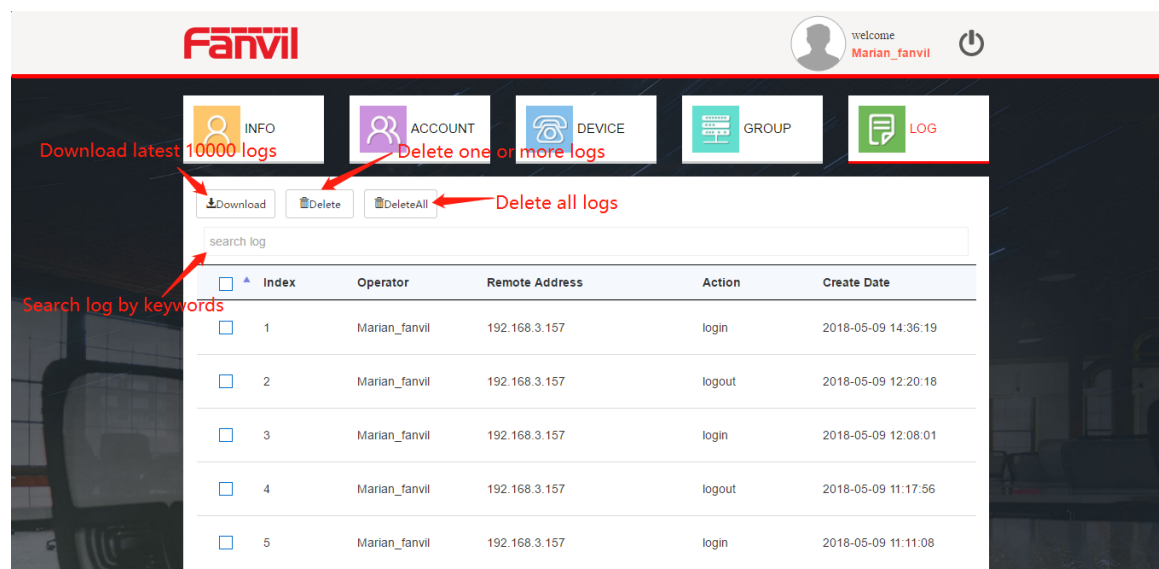 Fanvil
welcome
Marian_fanvil
INFO
ACCOUNT
DEVICE
GROUP
LOG
Download latest 10000 logs
Delete one or more logs
Download
Delete
DeleteAll
Delete all logs
search log
Search log by keywords
Index Operator Remote Address Action Create Date
1 Marian_fanvil 192.168.3.157 login 2018-05-09 14:36:19
2 Marian_fanvil 192.168.3.157 logout 2018-05-09 12:20:18
3 Marian_fanvil 192.168.3.157 login 2018-05-09 12:08:01
4 Marian_fanvil 192.168.3.157 logout 2018-05-09 11:17:56
5 Marian_fanvil 192.168.3.157 login 2018-05-09 11:11:08